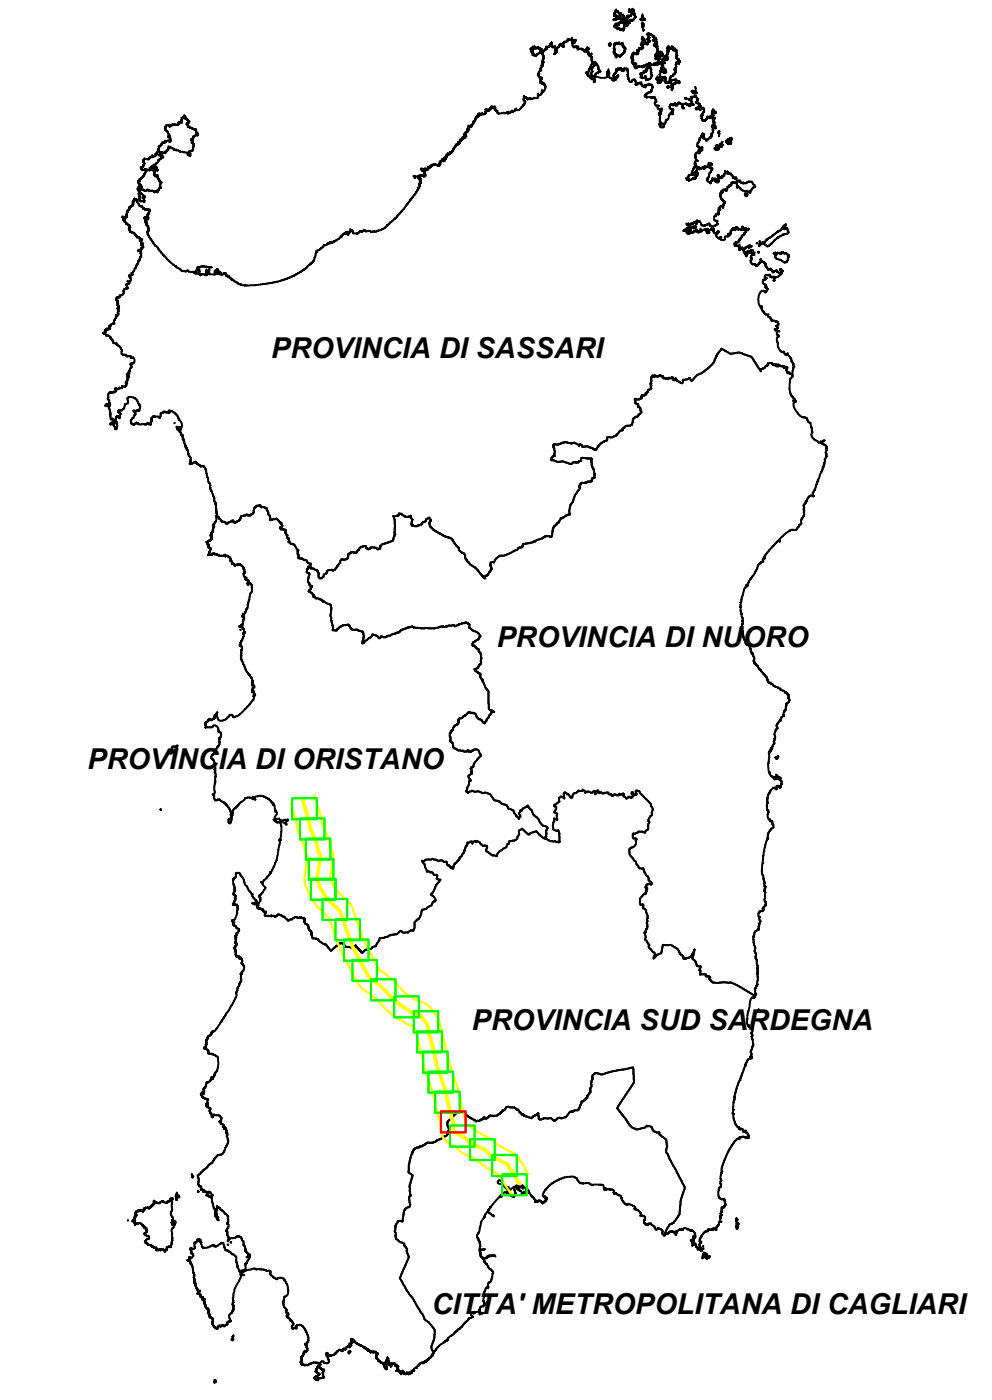 PROVINCIA DI SASSARI
PROVINCIA DI NUORO
PROVINCIA DI ORISTANO
PROVINCIA SUD SARDEGNA
CITTA' METROPOLITANA DI CAGLIARI